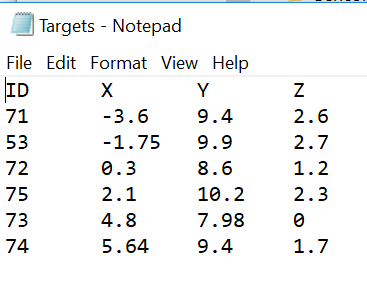 Targets - Notepad
File Edit Format View Help
ID X Y Z
71 -3.6 9.4 2.6
53 -1.75 9.9 2.7
72 0.3 8.6 1.2
75 2.1 10.2 2.3
73 4.8 7.98 0
74 5.64 9.4 1.7